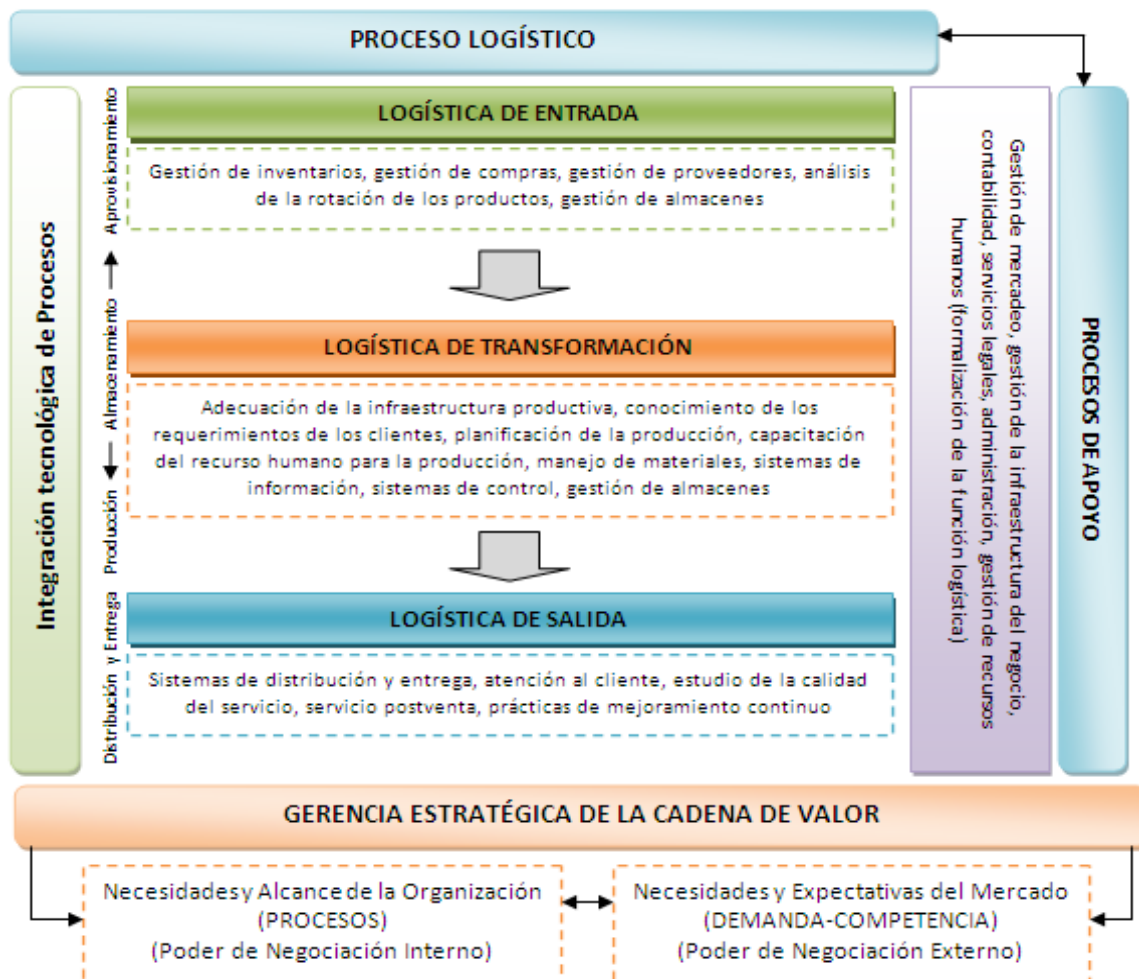 PROCESO LOGÍSTICO
Integración tecnológica de Procesos
Aprovisionamiento
Almacenamiento
Producción
Distribución y Entrega
LOGÍSTICA DE ENTRADA
Gestión de inventarios, gestión de compras, gestión de proveedores, análisis
de la rotación de los productos, gestión de almacenes
LOGÍSTICA DE TRANSFORMACIÓN
Adecuación de la infraestructura productiva, conocimiento de los
requerimientos de los clientes, planificación de la producción, capacitación
del recurso humano para la producción, manejo de materiales, sistemas de
información, sistemas de control, gestión de almacenes
LOGÍSTICA DE SALIDA
Sistemas de distribución y entrega, atención al cliente, estudio de la calidad
del servicio, servicio postventa, prácticas de mejoramiento continuo
Gestión de mercadeo, gestión de la infraestructura del negocio,
contabilidad, servicios legales, administración, gestión de recursos
humanos (formalización de la función logística)
PROCESOS DE APOYO
GERENCIA ESTRATÉGICA DE LA CADENA DE VALOR
Necesidades y Alcance de la Organización
(PROCESOS)
(Poder de Negociación Interno)
Necesidades y Expectativas del Mercado
(DEMANDA-COMPETENCIA)
(Poder de Negociación Externo)